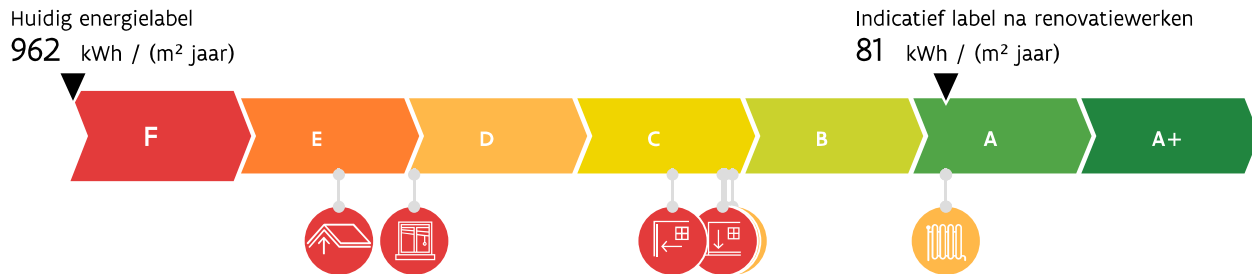 Huidig energielabel
962 kWh / (m² jaar)
Indicatief label na renovatiewerken
81 kWh / (m² jaar)
F E D C B A A+